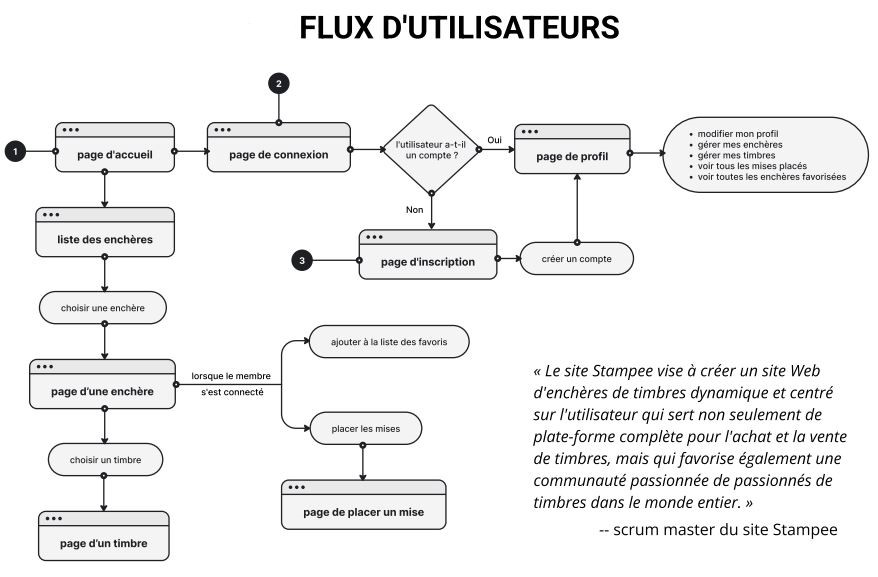 FLUX D'UTILISATEURS
2
1
page d'accueil
page de connexion
l'utilisateur a-t-il
un compte ?
Oui
page de profil
• modifier mon profil
• gérer mes enchères
• gérer mes timbres
• voir tous les mises placés
• voir toutes les enchères favorisées
Non
liste des enchères
3
page d'inscription
créer un compte
choisir une enchère
ajouter à la liste des favoris
page d'une enchère
lorsque le membre
s'est connecté
placer les mises
choisir un timbre
page de placer un mise
page d'un timbre
« Le site Stampee vise à créer un site Web
d'enchères de timbres dynamique et centré
sur l'utilisateur qui sert non seulement de
plate-forme complète pour l'achat et la vente
de timbres, mais qui favorise également une
communauté passionnée de passionnés de
timbres dans le monde entier. »
-- scrum master du site Stampee